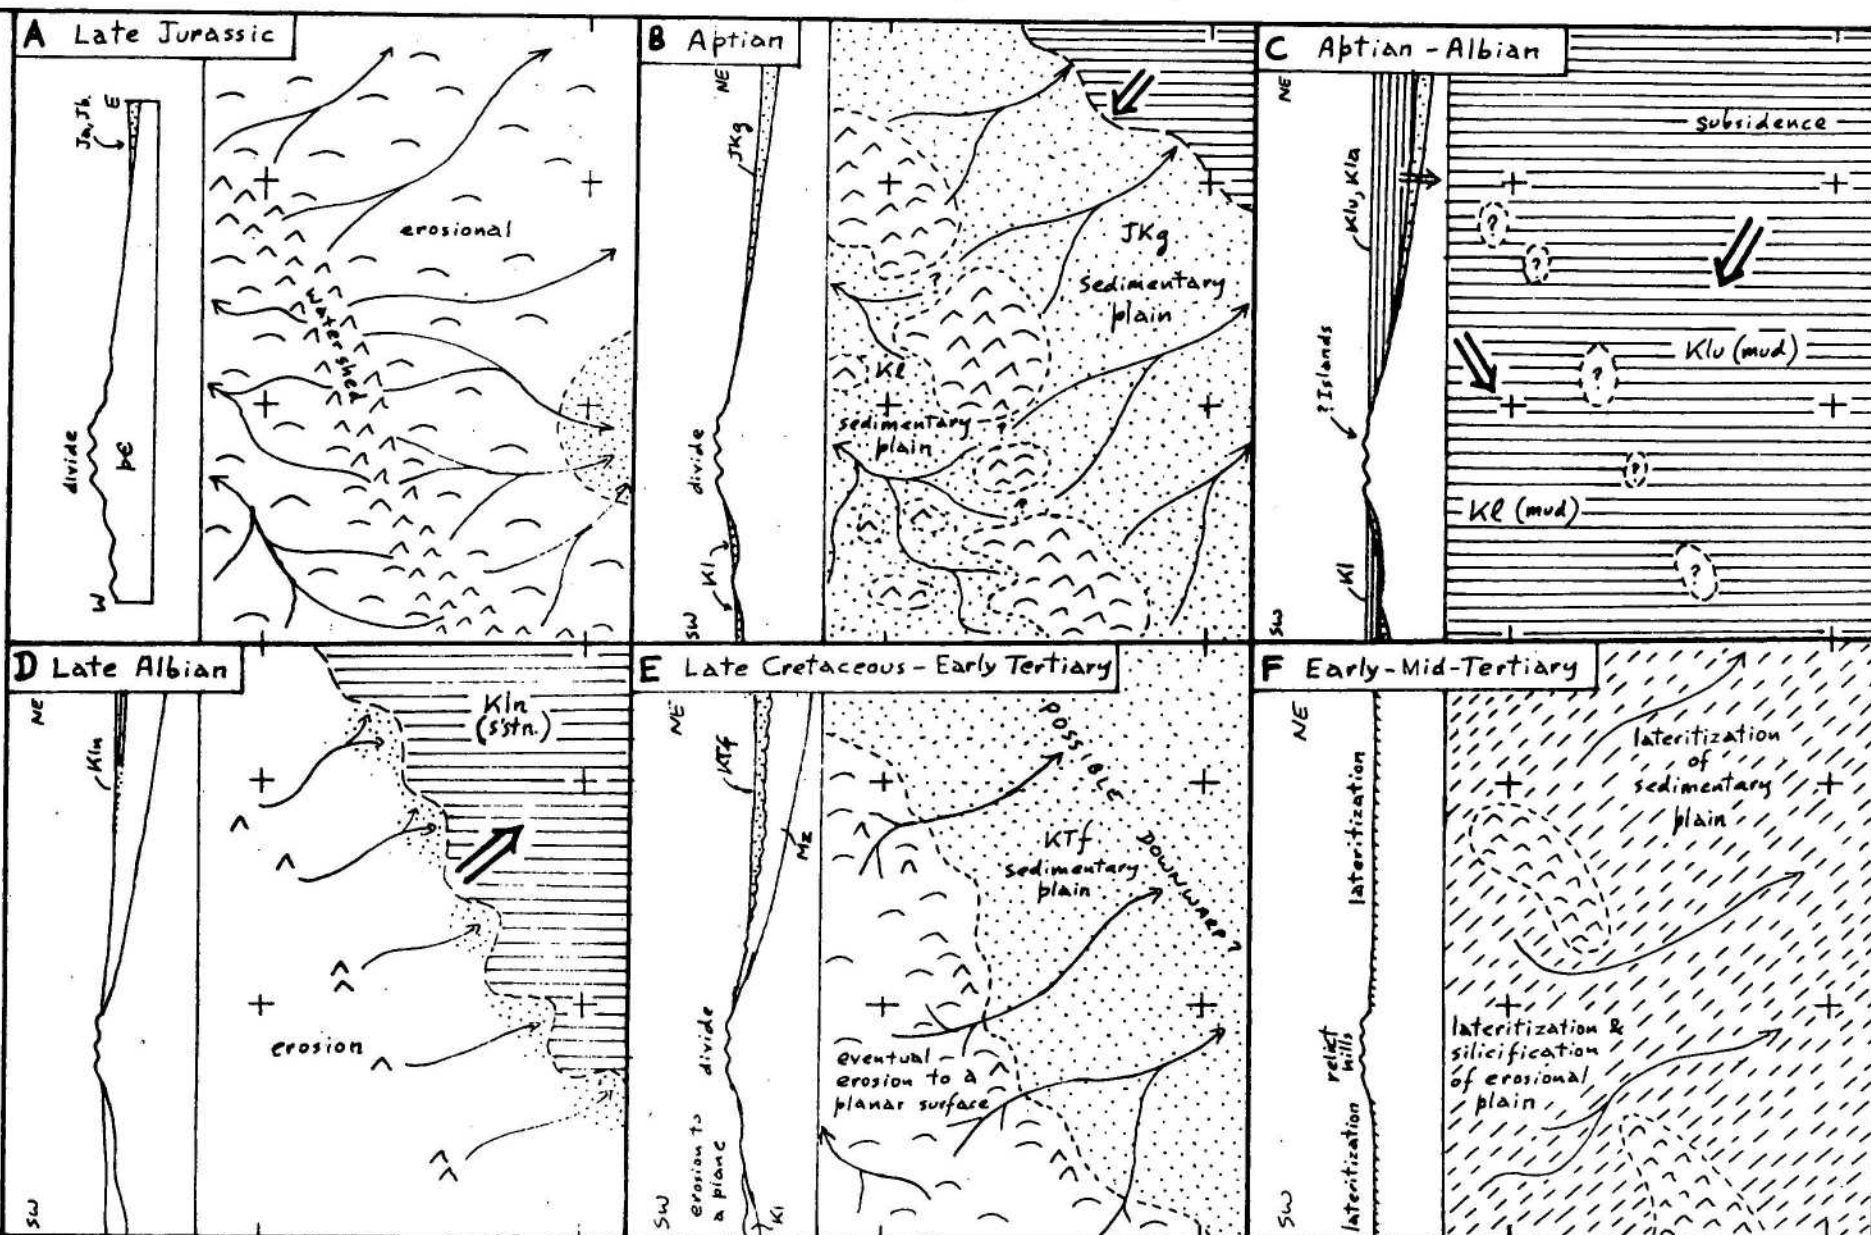 A Late Jurassic
E
Ja, Jb.
divide
p€
W
erosional
watershed
B Aptian
NE
JKg
divide
Kl
SW
JKg
sedimentary
plain
Kl
sedimentary
plain
?
?
?
C Aptian - Albian
NE
Klu, Kla
? Islands
Kl
SW
subsidence
?
?
Klu (mud)
?
?
Kl (mud)
?
D Late Albian
NE
Kln
SW
Kln
(s'stn.)
erosion
E Late Cretaceous - Early Tertiary
NE
KTf
Mz
divide
erosion to
a plane
Kl
SW
POSSIBLE
DOWNWARP?
KTf
sedimentary
plain
eventual
erosion to a
planar surface
F Early-Mid-Tertiary
NE
lateritization
relict
hills
lateritization
SW
lateritization
of
sedimentary
plain
lateritization &
silicification
of erosional
plain